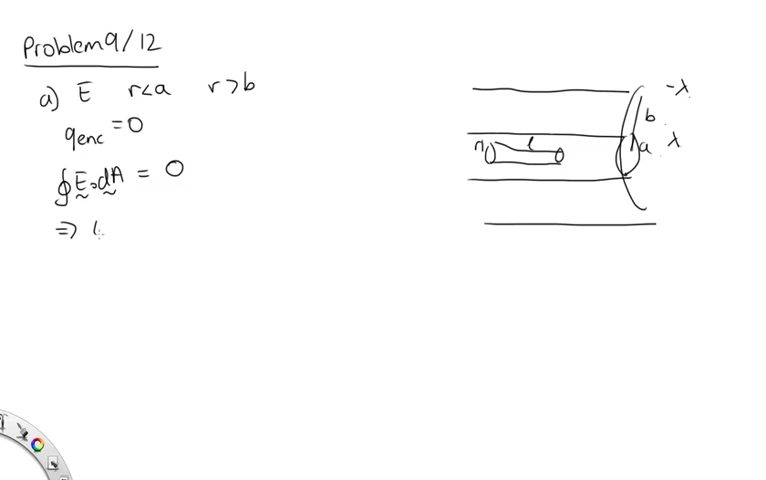 Problem 9/12
a) E r<a r>b
q_enc = 0
∮ E·dA = 0
⇒
-λ
b
a λ
r l